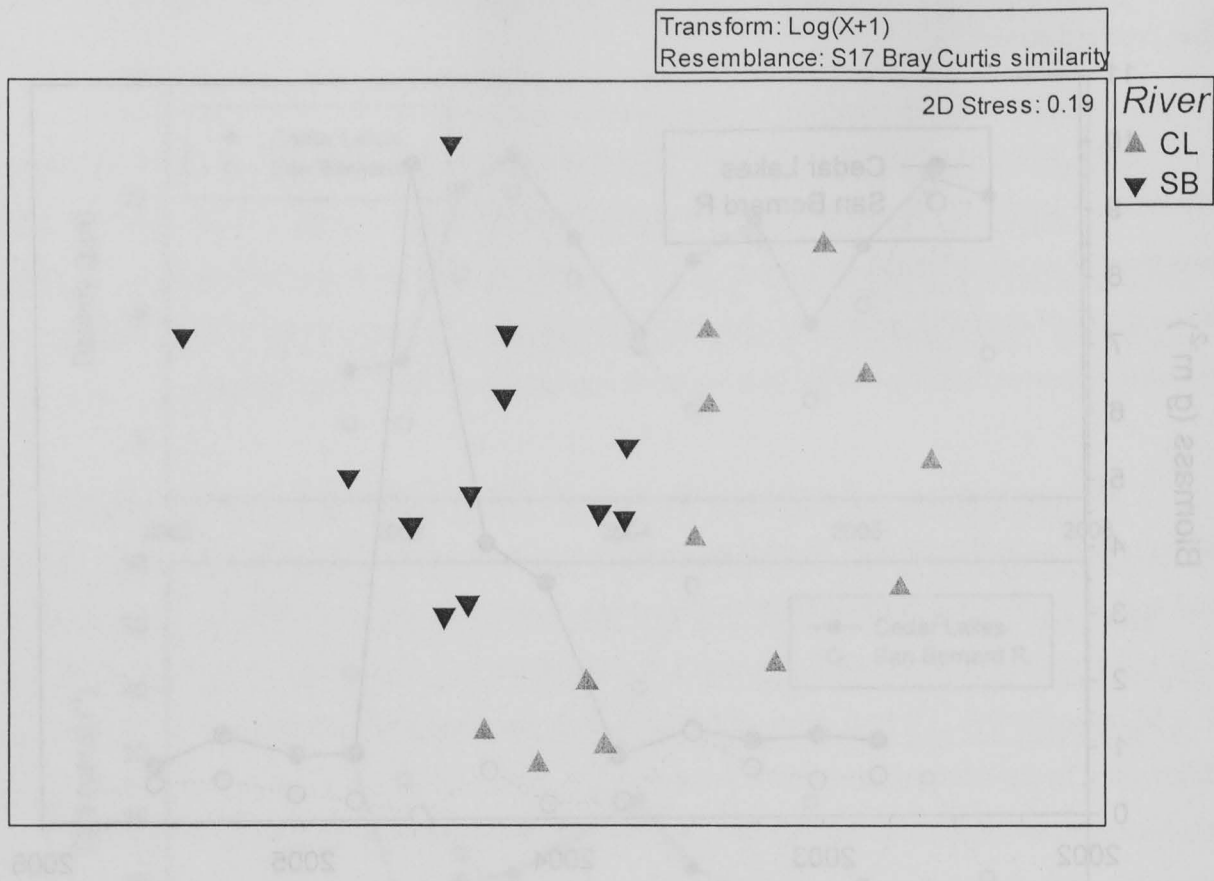 Transform: Log(X+1)
Resemblance: S17 Bray Curtis similarity
2D Stress: 0.19
River
CL
SB